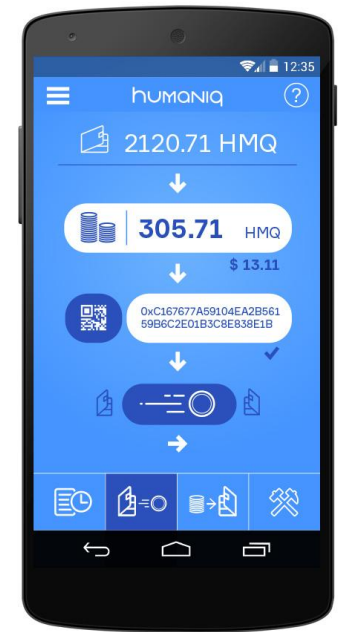 12:35
humaniq
?
2120.71 HMQ
305.71 HMQ
$ 13.11
0xC167677A59104EA2B561
59B6C2E01B3C8E838E1B